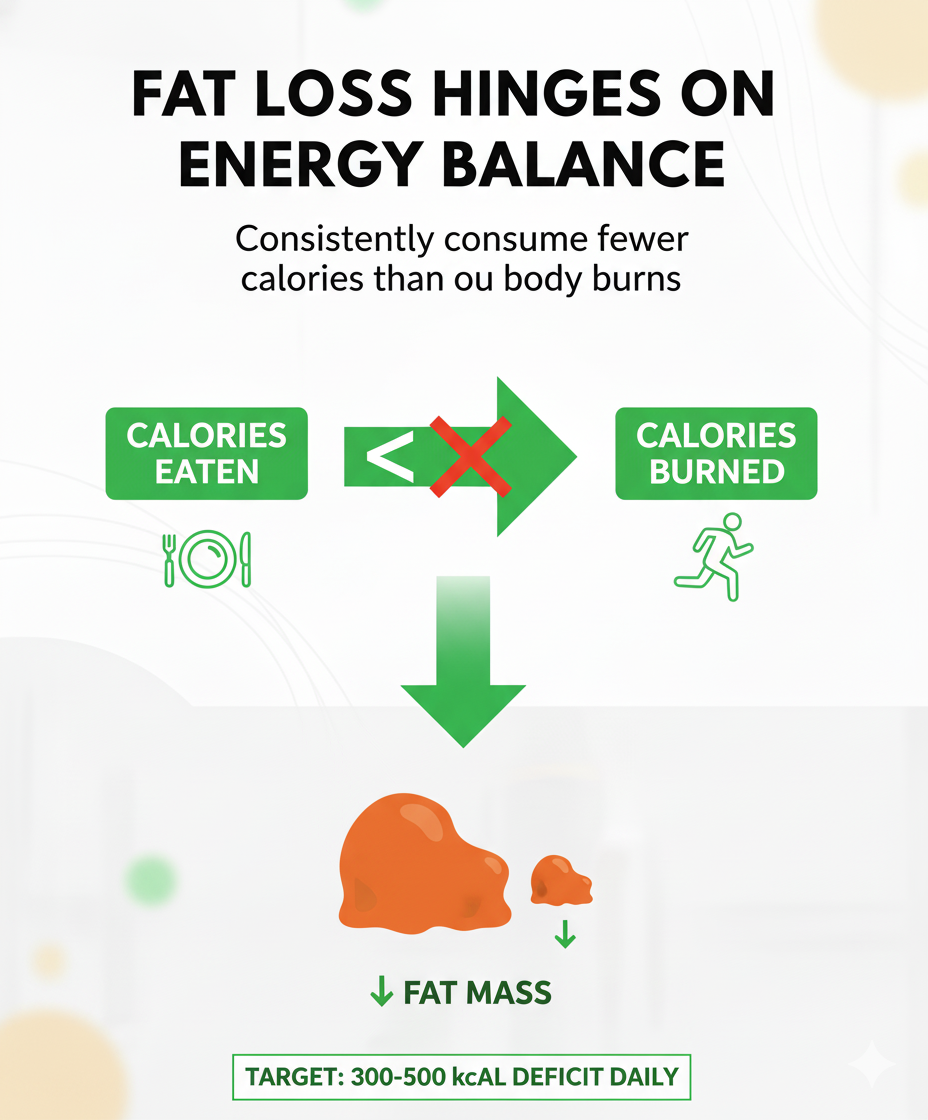 FAT LOSS HINGES ON
ENERGY BALANCE
Consistently consume fewer
calories than ou body burns
CALORIES
EATEN
<
CALORIES
BURNED
↓ FAT MASS
TARGET: 300-500 kcAL DEFICIT DAILY